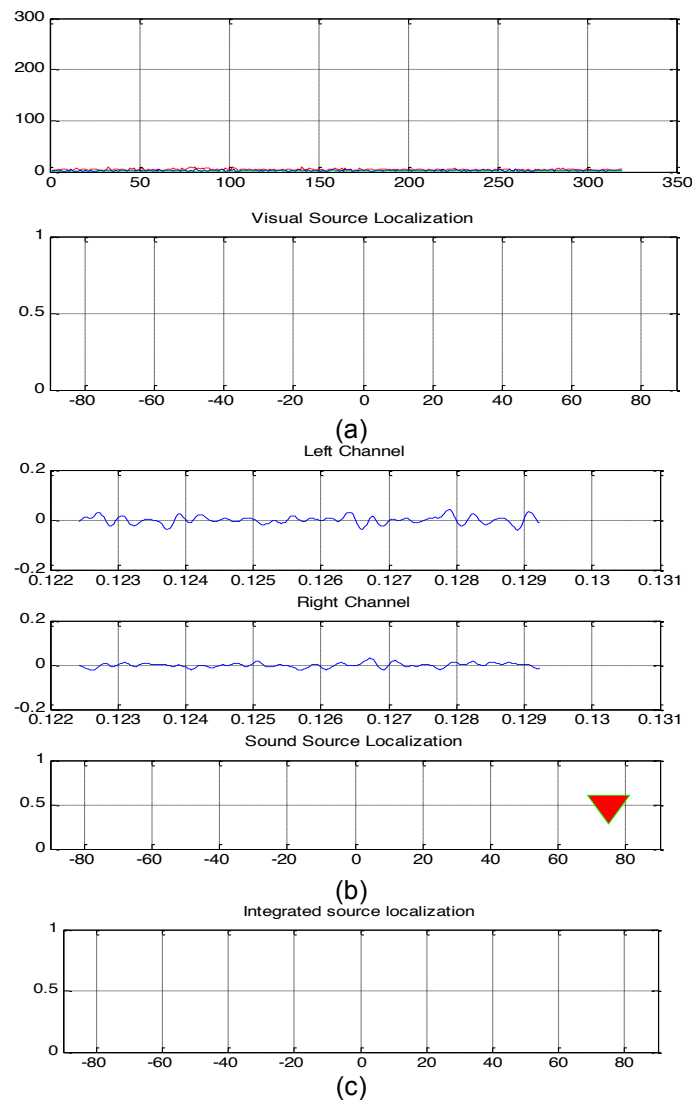 300
200
100
0
0 50 100 150 200 250 300 350
Visual Source Localization
1
0.5
0
-80 -60 -40 -20 0 20 40 60 80
(a)
Left Channel
0.2
0
-0.2
0.122 0.123 0.124 0.125 0.126 0.127 0.128 0.129 0.13 0.131
Right Channel
0.2
0
-0.2
0.122 0.123 0.124 0.125 0.126 0.127 0.128 0.129 0.13 0.131
Sound Source Localization
1
0.5
0
-80 -60 -40 -20 0 20 40 60 80
(b)
Integrated source localization
1
0.5
0
-80 -60 -40 -20 0 20 40 60 80
(c)